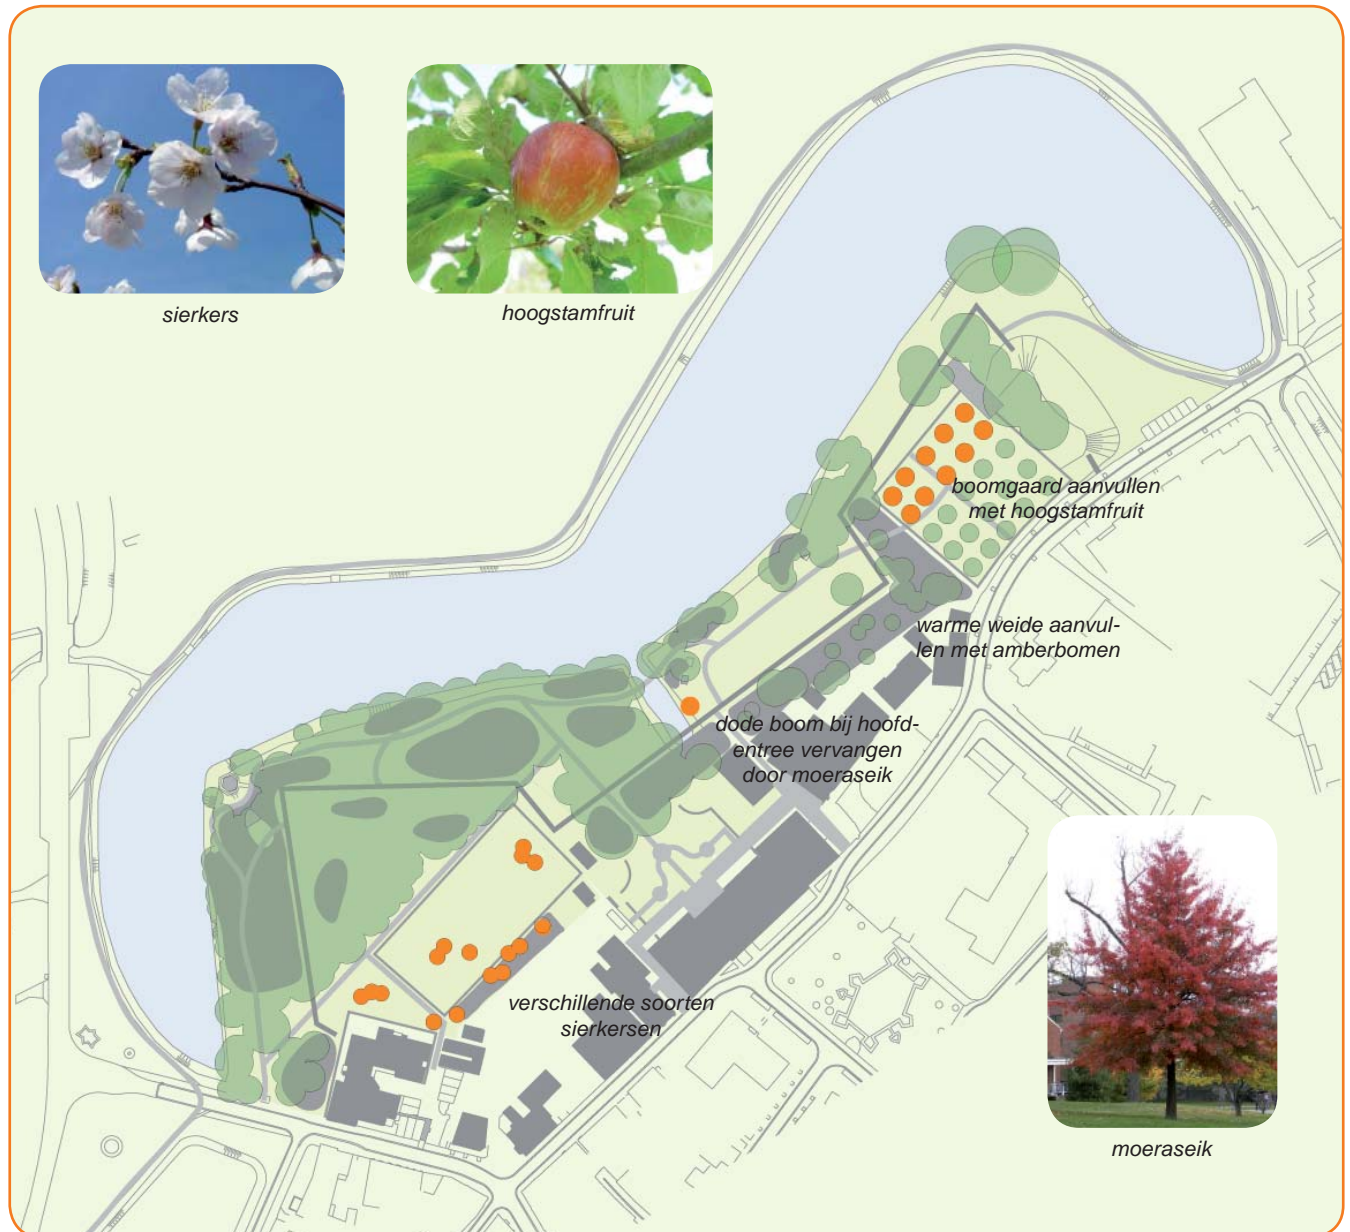 sierkers
hoogstamfruit
boomgaard aanvullen
met hoogstamfruit
warme weide aanvul-
len met amberbomen
dode boom bij hoofd-
entree vervangen
door moeraseik
verschillende soorten
sierkersen
moeraseik